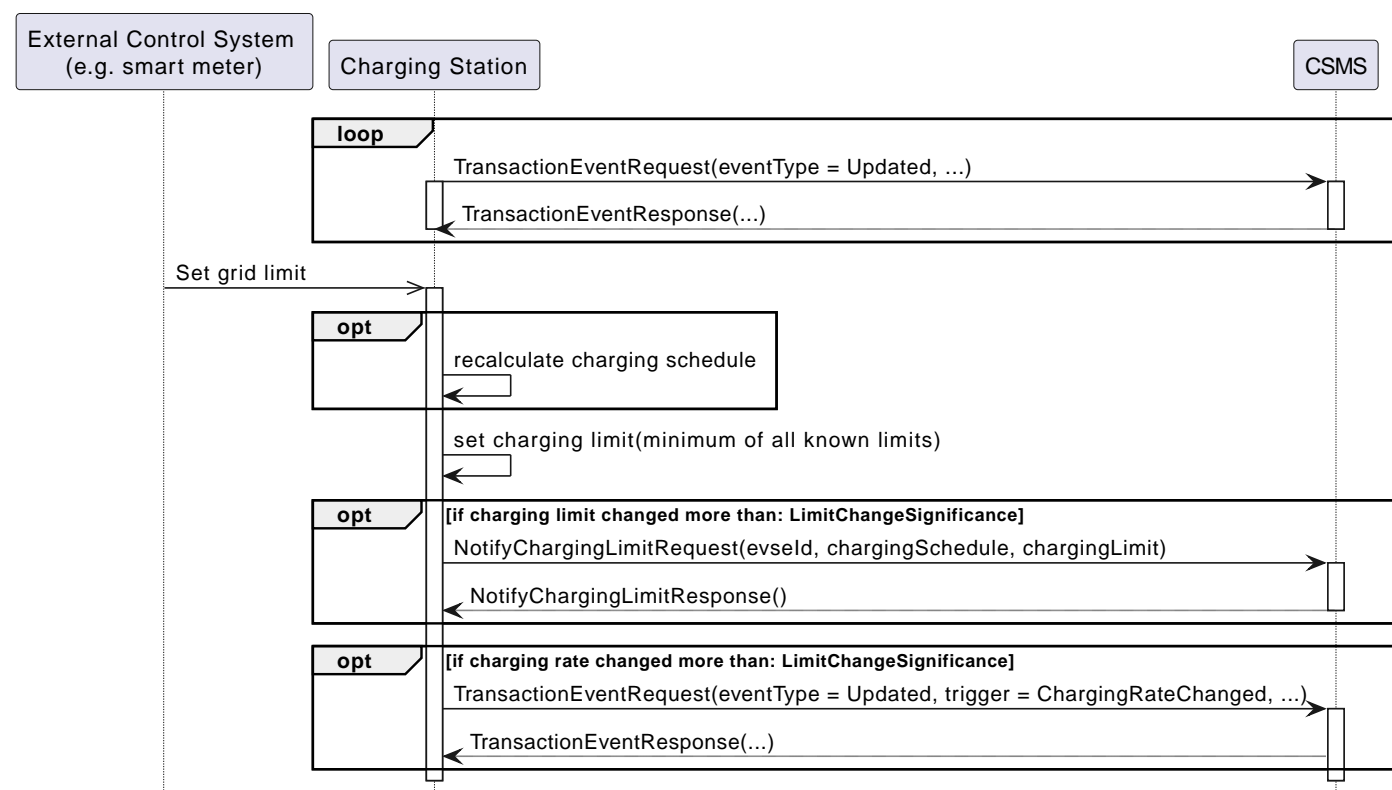 External Control System
(e.g. smart meter)
Charging Station
CSMS
loop
TransactionEventRequest(eventType = Updated, ...)
TransactionEventResponse(...)
Set grid limit
opt
recalculate charging schedule
set charging limit(minimum of all known limits)
opt [if charging limit changed more than: LimitChangeSignificance]
NotifyChargingLimitRequest(evseId, chargingSchedule, chargingLimit)
NotifyChargingLimitResponse()
opt [if charging rate changed more than: LimitChangeSignificance]
TransactionEventRequest(eventType = Updated, trigger = ChargingRateChanged, ...)
TransactionEventResponse(...)